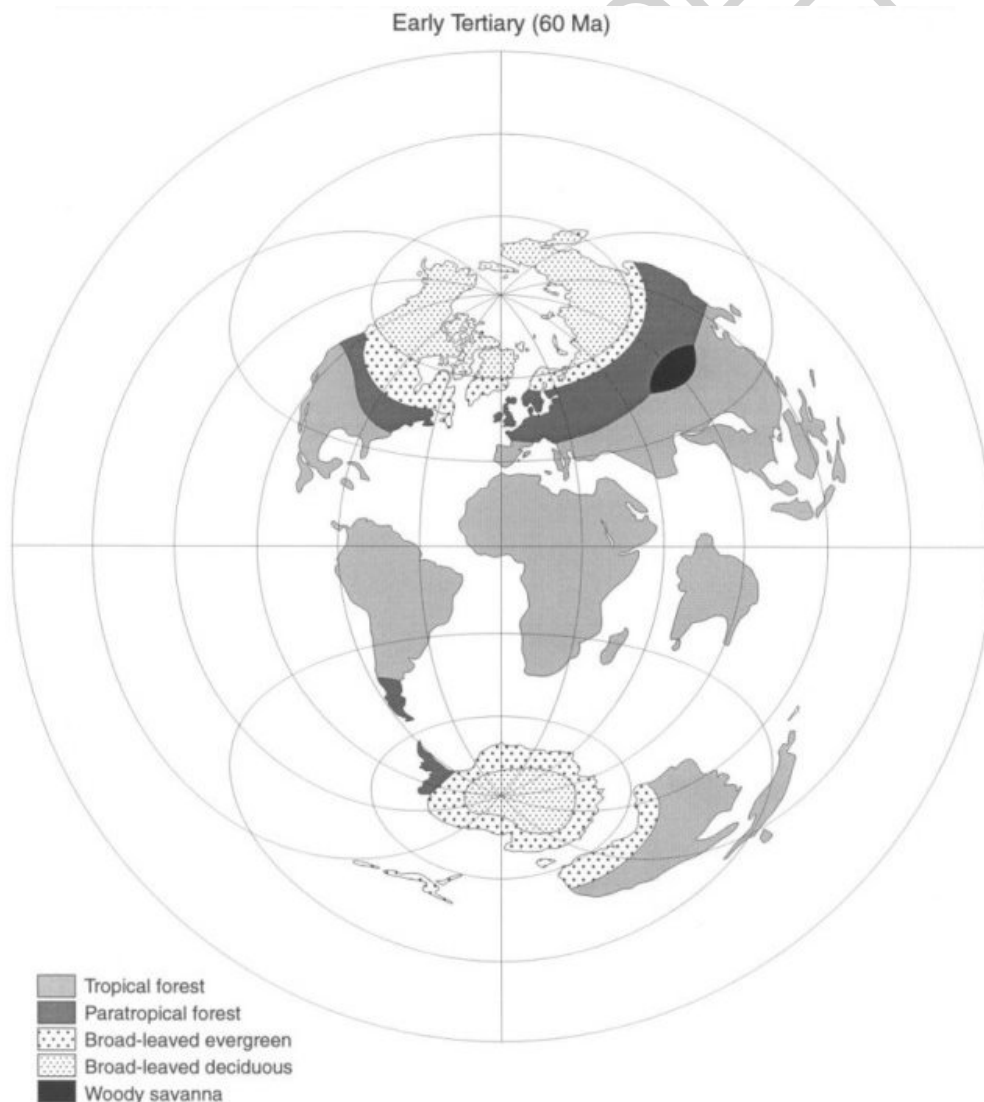 Early Tertiary (60 Ma)
Tropical forest
Paratropical forest
Broad-leaved evergreen
Broad-leaved deciduous
Woody savanna